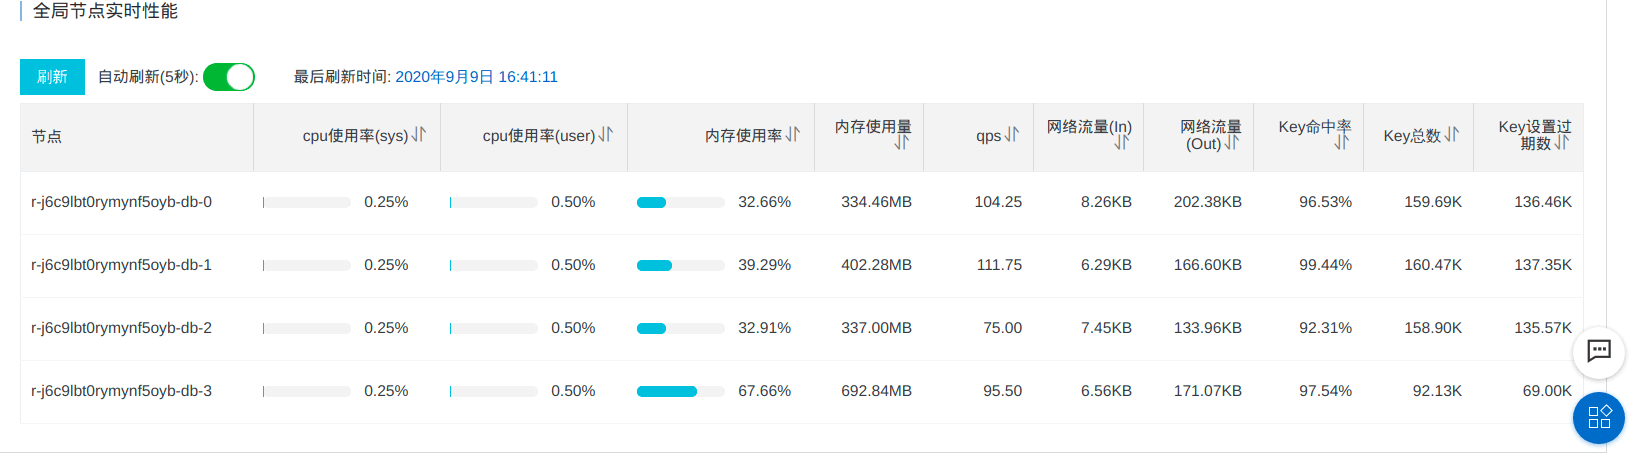 全局节点实时性能
刷新 自动刷新(5秒): 最后刷新时间: 2020年9月9日 16:41:11
节点 cpu使用率(sys) cpu使用率(user) 内存使用率 内存使用量 qps 网络流量(In) 网络流量(Out) Key命中率 Key总数 Key设置过期数
r-j6c9lbt0rymynf5oyb-db-0 0.25% 0.50% 32.66% 334.46MB 104.25 8.26KB 202.38KB 96.53% 159.69K 136.46K
r-j6c9lbt0rymynf5oyb-db-1 0.25% 0.50% 39.29% 402.28MB 111.75 6.29KB 166.60KB 99.44% 160.47K 137.35K
r-j6c9lbt0rymynf5oyb-db-2 0.25% 0.50% 32.91% 337.00MB 75.00 7.45KB 133.96KB 92.31% 158.90K 135.57K
r-j6c9lbt0rymynf5oyb-db-3 0.25% 0.50% 67.66% 692.84MB 95.50 6.56KB 171.07KB 97.54% 92.13K 69.00K